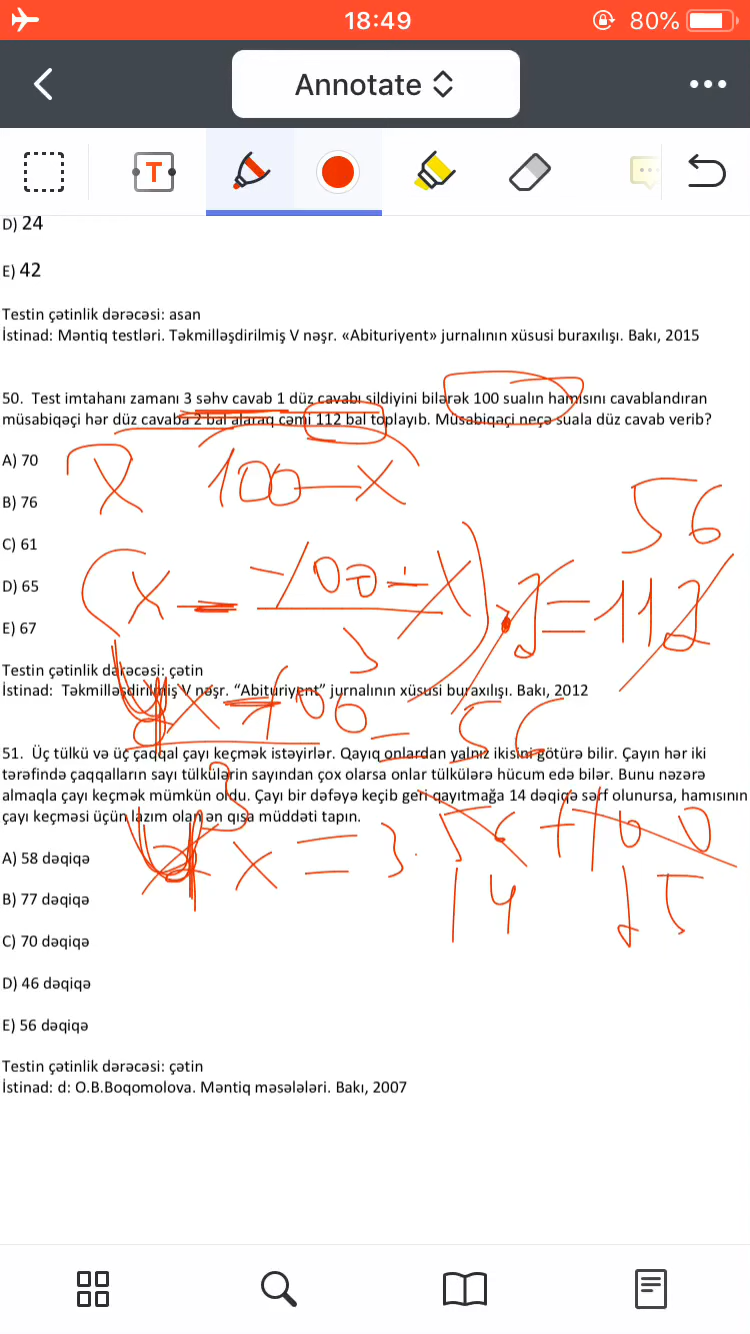 18:49
80%
Annotate
T
D) 24
E) 42
Testin çətinlik dərəcəsi: asan
İstinad: Məntiq testləri. Təkmilləşdirilmiş V nəşr. «Abituriyent» jurnalının xüsusi buraxılışı. Bakı, 2015
50. Test imtahanı zamanı 3 səhv cavab 1 düz cavabı sildiyini bilərək 100 sualın hamısını cavablandıran
müsabiqəçi hər düz cavaba 2 bal alaraq cəmi 112 bal toplayıb. Müsabiqəçi neçə suala düz cavab verib?
A) 70
x 100-x
B) 76
56
C) 61
D) 65
E) 67
3
Testin çətinlik dərəcəsi: çətin
İstinad: Təkmilləşdirilmiş V nəşr. “Abituriyent” jurnalının xüsusi buraxılışı. Bakı, 2012
51. Üç tülkü və üç çaqqal çayı keçmək istəyirlər. Qayıq onlardan yalnız ikisini götürə bilir. Çayın hər iki
tərəfində çaqqalların sayı tülkülərin sayından çox olarsa onlar tülkülərə hücum edə bilər. Bunu nəzərə
almaqla çayı keçmək mümkün oldu. Çayı bir dəfəyə keçib geri qayıtmağa 14 dəqiqə sərf olunursa, hamısının
çayı keçməsi üçün lazım olan ən qısa müddəti tapın.
A) 58 dəqiqə
x = 3.56 + 100
B) 77 dəqiqə
14
C) 70 dəqiqə
D) 46 dəqiqə
E) 56 dəqiqə
Testin çətinlik dərəcəsi: çətin
İstinad: d: O.B.Boqomolova. Məntiq məsələləri. Bakı, 2007